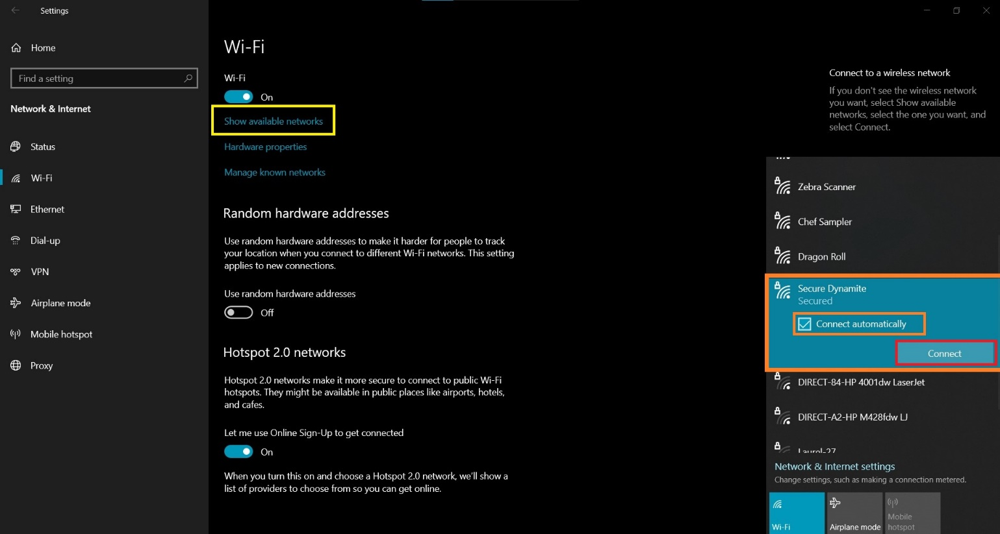 Settings
Home
Find a setting
Network & Internet
Status
Wi-Fi
Ethernet
Dial-up
VPN
Airplane mode
Mobile hotspot
Proxy
Wi-Fi
Wi-Fi
On
Show available networks
Hardware properties
Manage known networks
Random hardware addresses
Use random hardware addresses to make it harder for people to track
your location when you connect to different Wi-Fi networks. This setting
applies to new connections.
Use random hardware addresses
Off
Hotspot 2.0 networks
Hotspot 2.0 networks make it more secure to connect to public Wi-Fi
hotspots. They might be available in public places like airports, hotels,
and cafes.
Let me use Online Sign-Up to get connected
On
When you turn this on and choose a Hotspot 2.0 network, we'll show a
list of providers to choose from so you can get online.
Connect to a wireless network
If you don't see the wireless network
you want, select Show available
networks, select the one you want, and
select Connect.
Zebra Scanner
Chef Sampler
Dragon Roll
Secure Dynamite
Secured
Connect automatically
Connect
DIRECT-84-HP 4001dw LaserJet
DIRECT-A2-HP M428fdw LJ
Laurel-27
Network & Internet settings
Change settings, such as making a connection metered.
Wi-Fi
Airplane mode
Mobile
hotspot